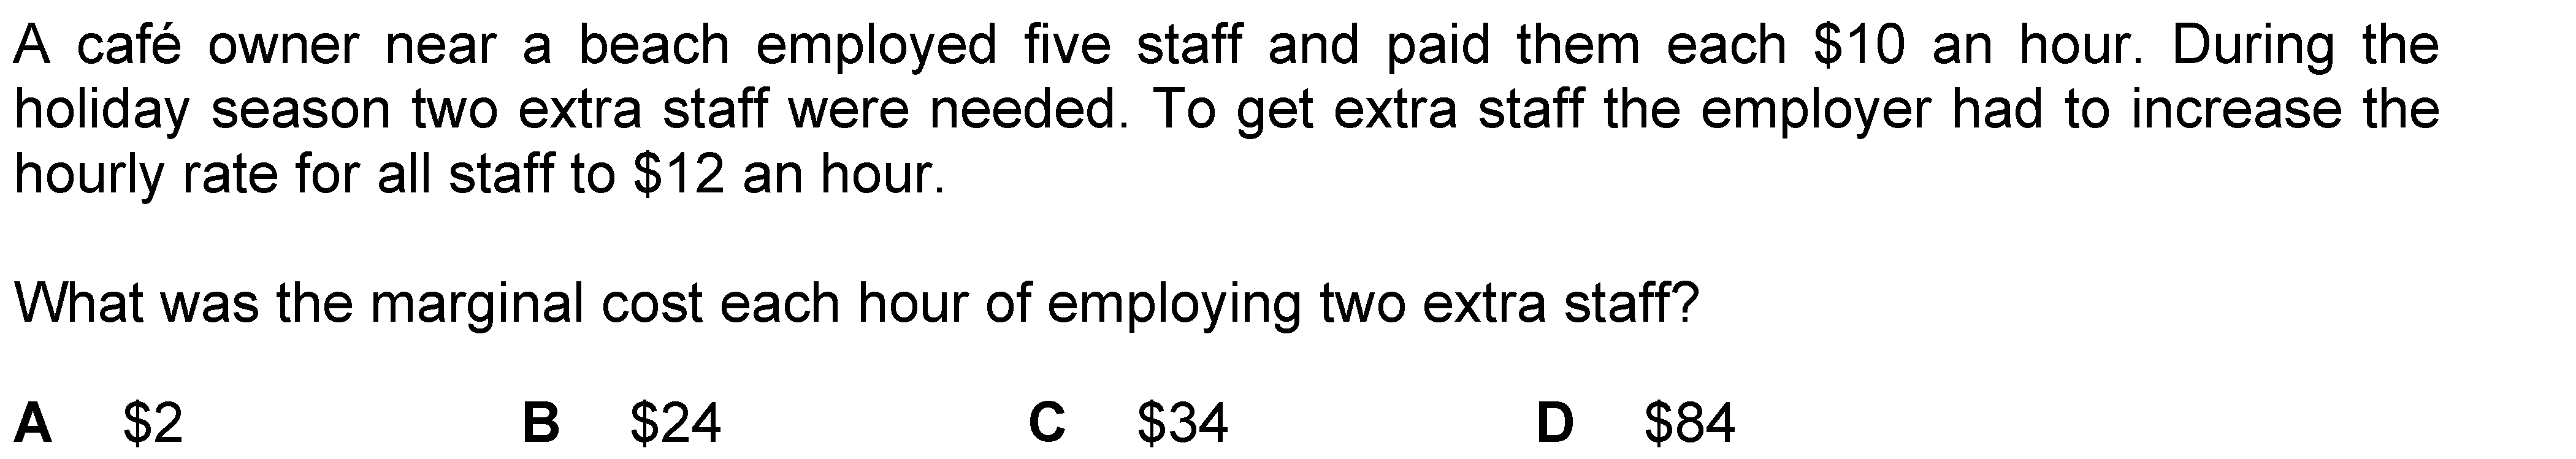 A café owner near a beach employed five staff and paid them each $10 an hour. During the
holiday season two extra staff were needed. To get extra staff the employer had to increase the
hourly rate for all staff to $12 an hour.
What was the marginal cost each hour of employing two extra staff?
A $2 B $24 C $34 D $84